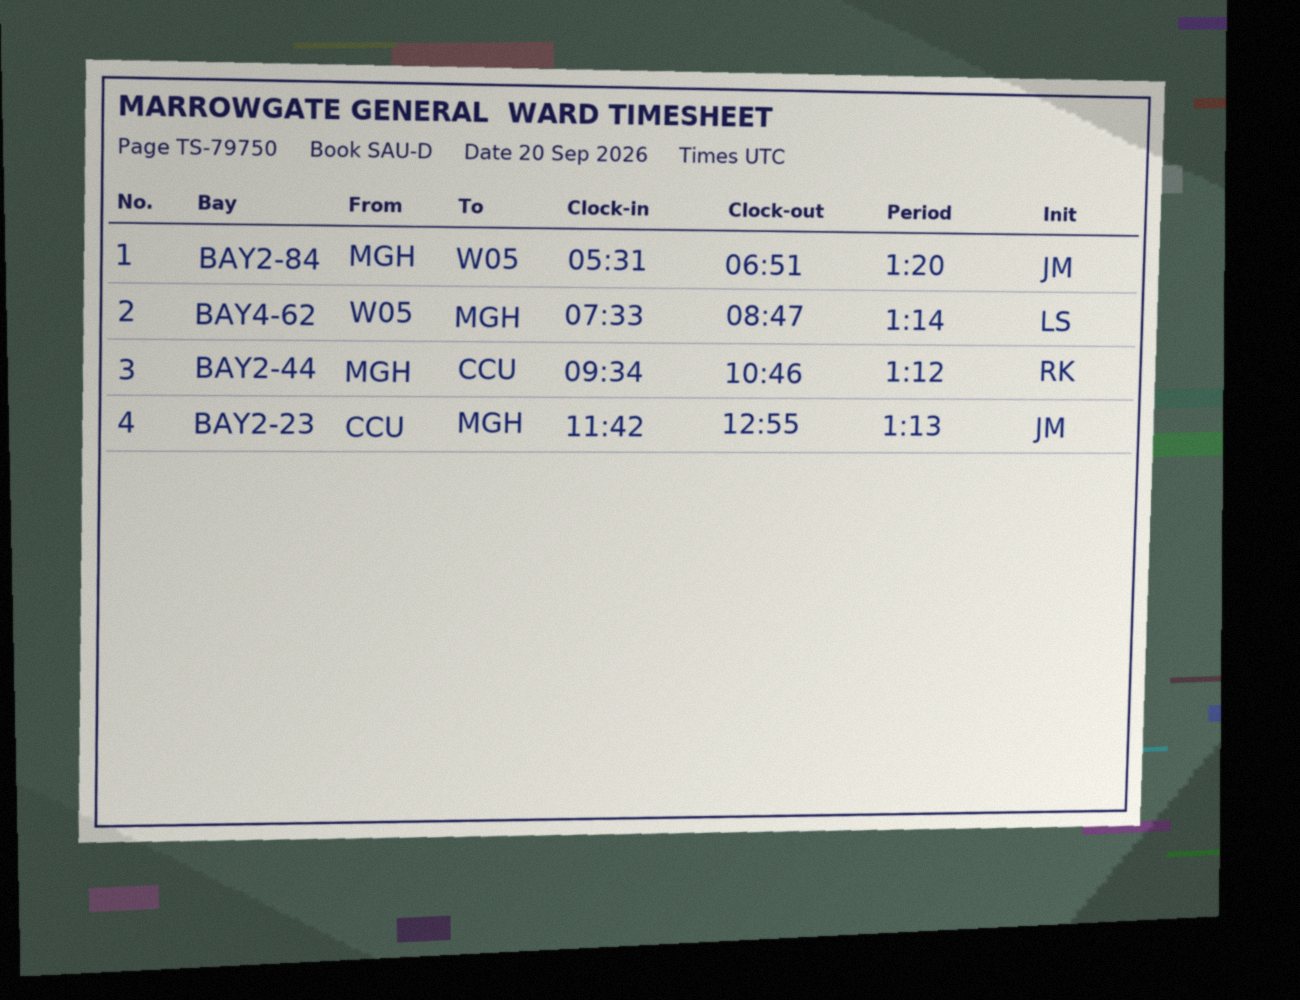 MARROWGATE GENERAL WARD TIMESHEET
Page TS-79750 Book SAU-D Date 20 Sep 2026 Times UTC
No. Bay From To Clock-in Clock-out Period Init
1 BAY2-84 MGH W05 05:31 06:51 1:20 JM
2 BAY4-62 W05 MGH 07:33 08:47 1:14 LS
3 BAY2-44 MGH CCU 09:34 10:46 1:12 RK
4 BAY2-23 CCU MGH 11:42 12:55 1:13 JM